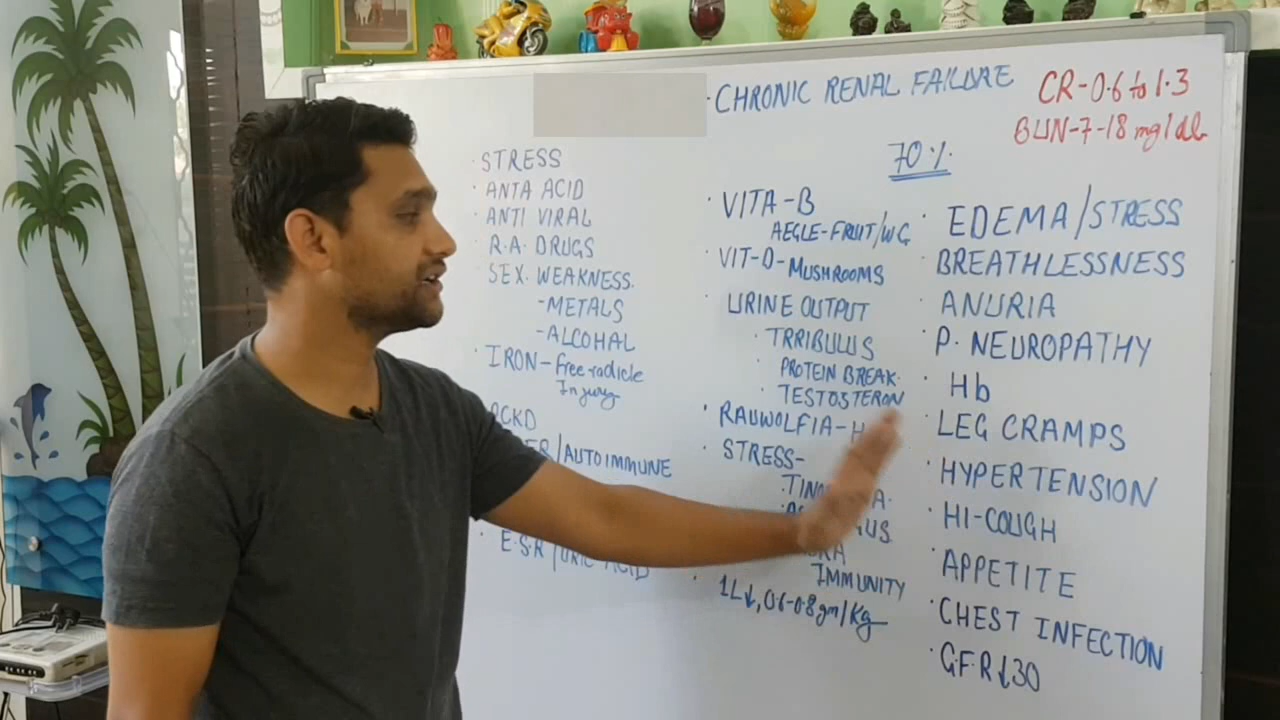 CHRONIC RENAL FAILURE
CR-0.6 to 1.3
BUN-7-18 mg/dL
70%
STRESS
ANTA ACID
ANTI VIRAL
R.A. DRUGS
SEX. WEAKNESS.
-METALS
-ALCOHAL
IRON-free radicle
Injury
PCKD
/AUTOIMMUNE
E.S.R/URIC ACID
VITA-B
AEGLE-FRUIT/WG
VIT-D-MUSHROOMS
URINE OUTPUT
TRRIBULUS
PROTEIN BREAK.
TESTOSTERON
RAUWOLFIA-H
STRESS-
IMMUNITY
1L↓, 0.6-0.8gm/Kg
EDEMA/STRESS
BREATHLESSNESS
ANURIA
P. NEUROPATHY
Hb
LEG CRAMPS
HYPERTENSION
HI-COUGH
APPETITE
CHEST INFECTION
GFR↓30